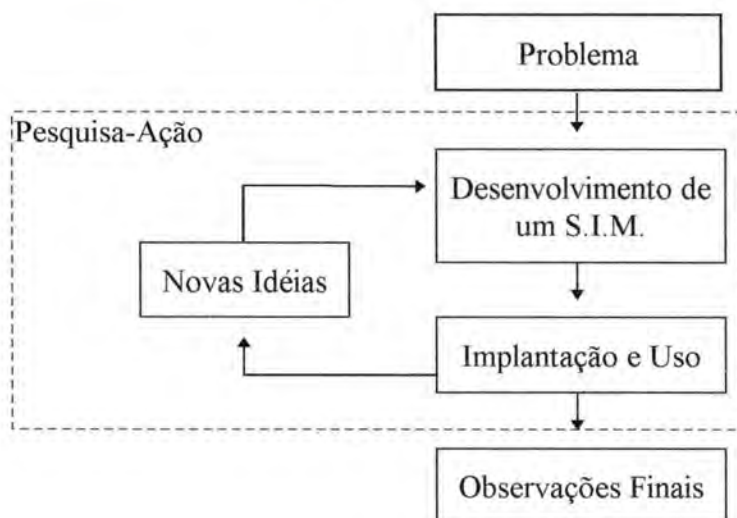 Problema
Pesquisa-Ação
Desenvolvimento de
um S.I.M.
Novas Idéias
Implantação e Uso
Observações Finais